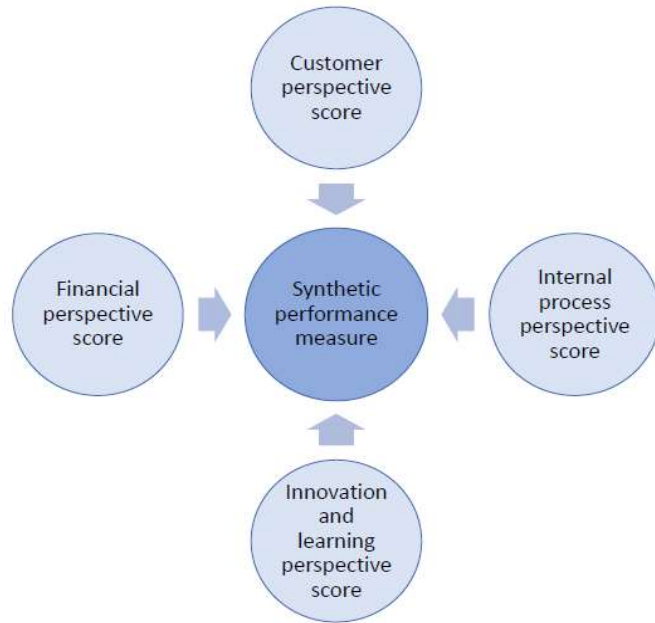 Customer
perspective
score
Financial
perspective
score
Synthetic
performance
measure
Internal
process
perspective
score
Innovation
and
learning
perspective
score